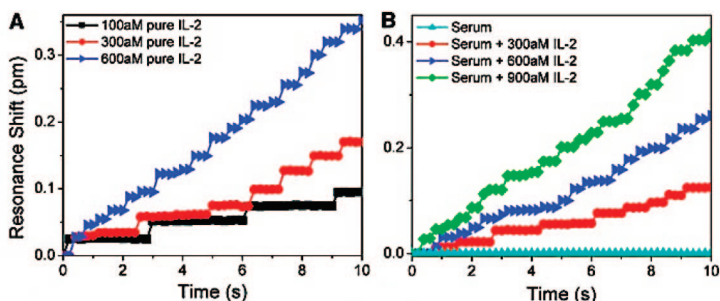 A
100aM pure IL-2
300aM pure IL-2
600aM pure IL-2
Resonance Shift (pm)
0.3
0.2
0.1
0.0
0 2 4 6 8 10
Time (s)
B
Serum
Serum + 300aM IL-2
Serum + 600aM IL-2
Serum + 900aM IL-2
0.4
0.2
0.0
0 2 4 6 8 10
Time (s)